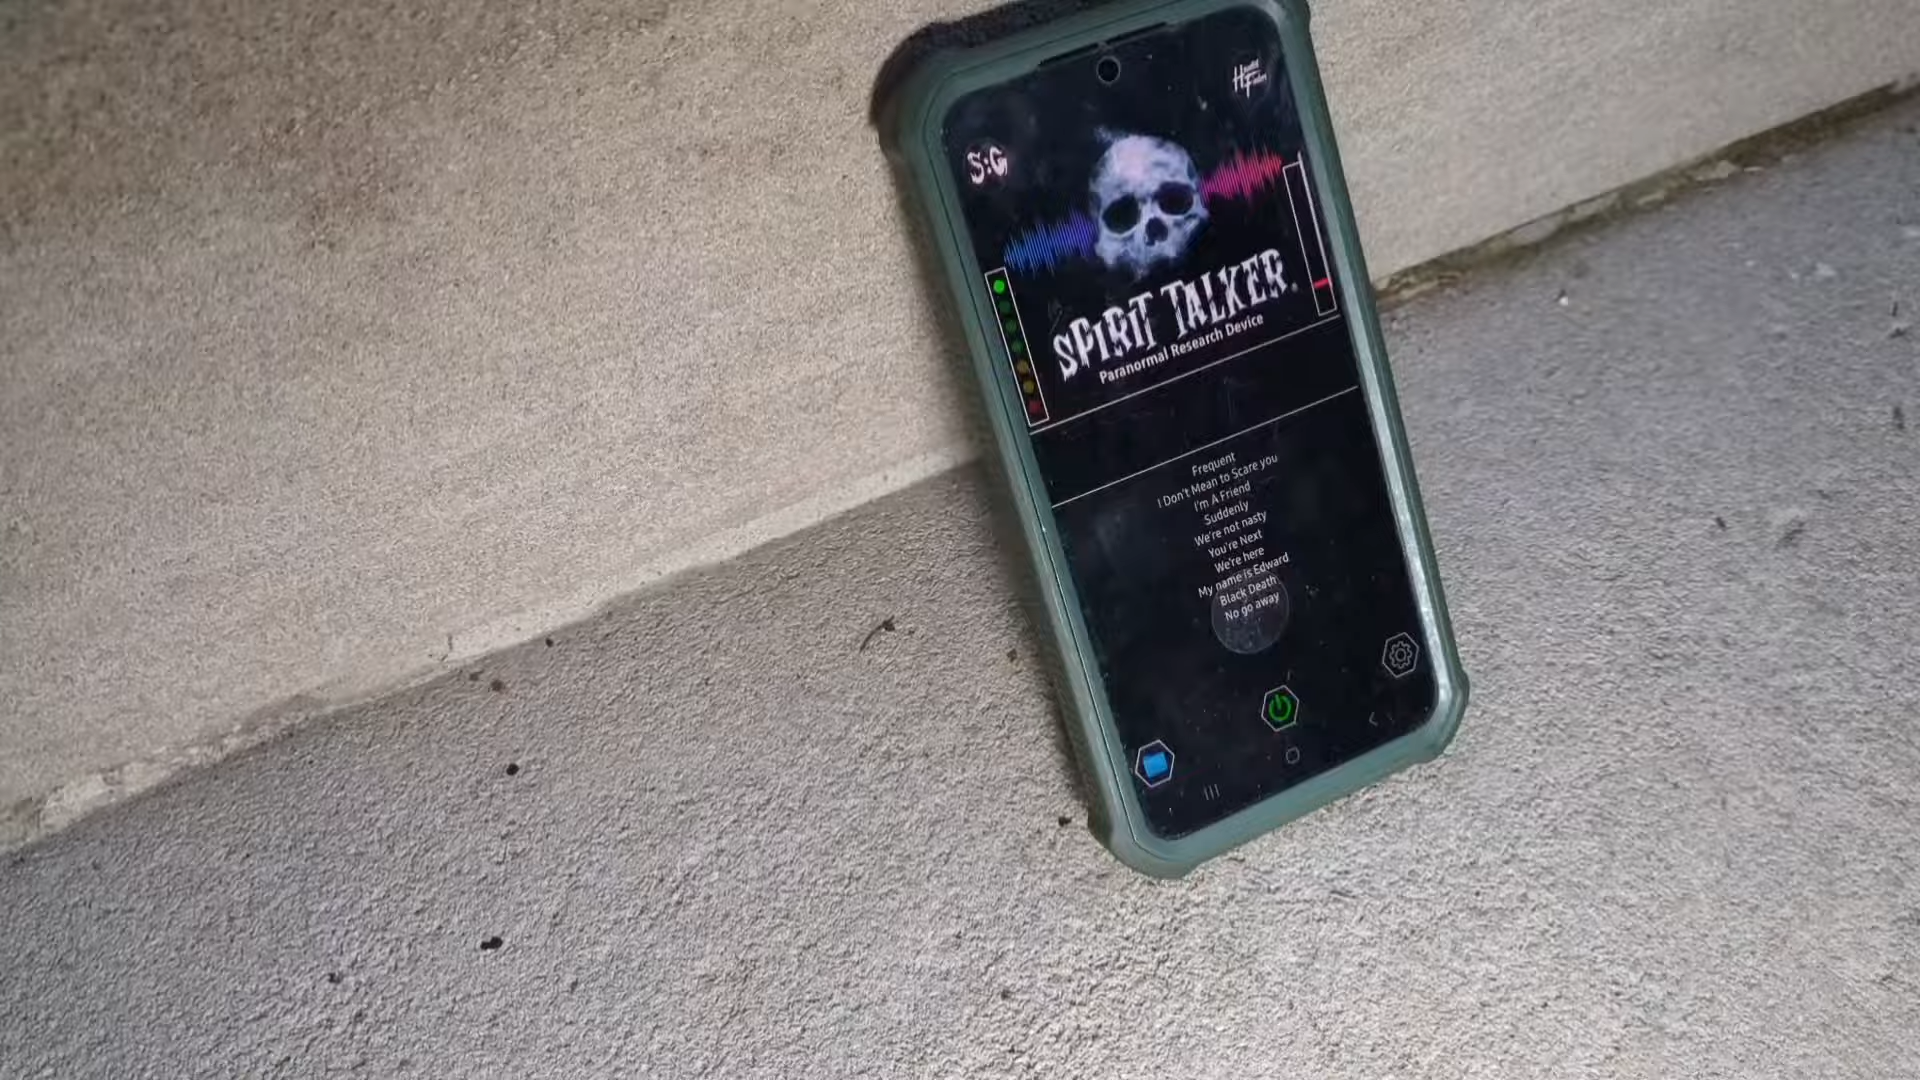 S:G
SPIRIT TALKER.
Paranormal Research Device
Frequent
I Don't Mean to Scare you
I'm A Friend
Suddenly
We're not nasty
You're Next
We're here
My name is Edward
Black Death
No go away